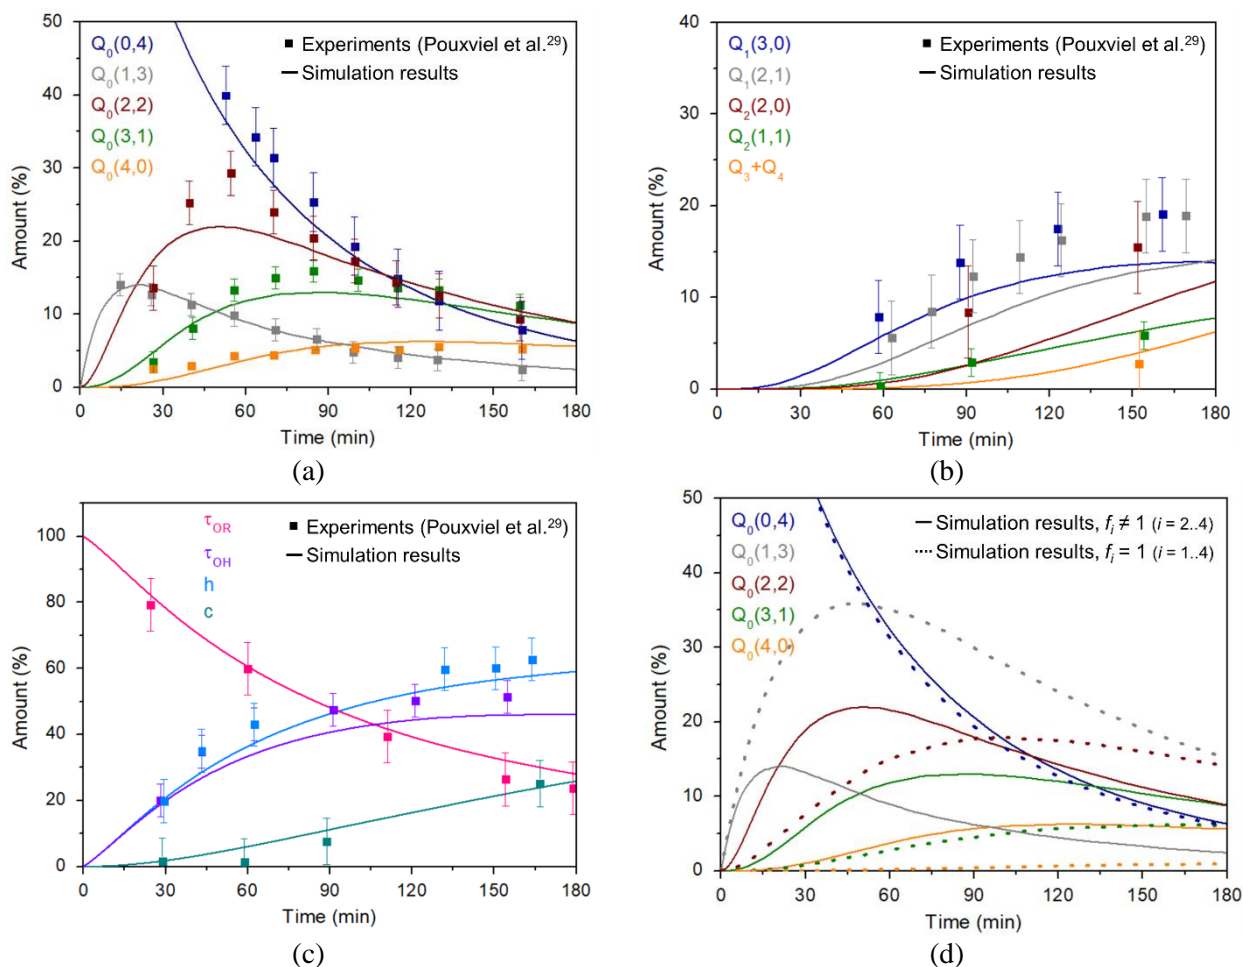 50
40
30
20
10
0
Amount (%)
Q0(0,4)
Q0(1,3)
Q0(2,2)
Q0(3,1)
Q0(4,0)
Experiments (Pouxviel et al.29)
Simulation results
0 30 60 90 120 150 180
Time (min)
(a)
40
30
20
10
0
Amount (%)
Q1(3,0)
Q1(2,1)
Q2(2,0)
Q2(1,1)
Q3+Q4
Experiments (Pouxviel et al.29)
Simulation results
0 30 60 90 120 150 180
Time (min)
(b)
100
80
60
40
20
0
Amount (%)
τOR
τOH
h
c
Experiments (Pouxviel et al.29)
Simulation results
0 30 60 90 120 150 180
Time (min)
(c)
50
40
30
20
10
0
Amount (%)
Q0(0,4)
Q0(1,3)
Q0(2,2)
Q0(3,1)
Q0(4,0)
Simulation results, fi ≠ 1 (i = 2..4)
Simulation results, fi = 1 (i = 1..4)
0 30 60 90 120 150 180
Time (min)
(d)